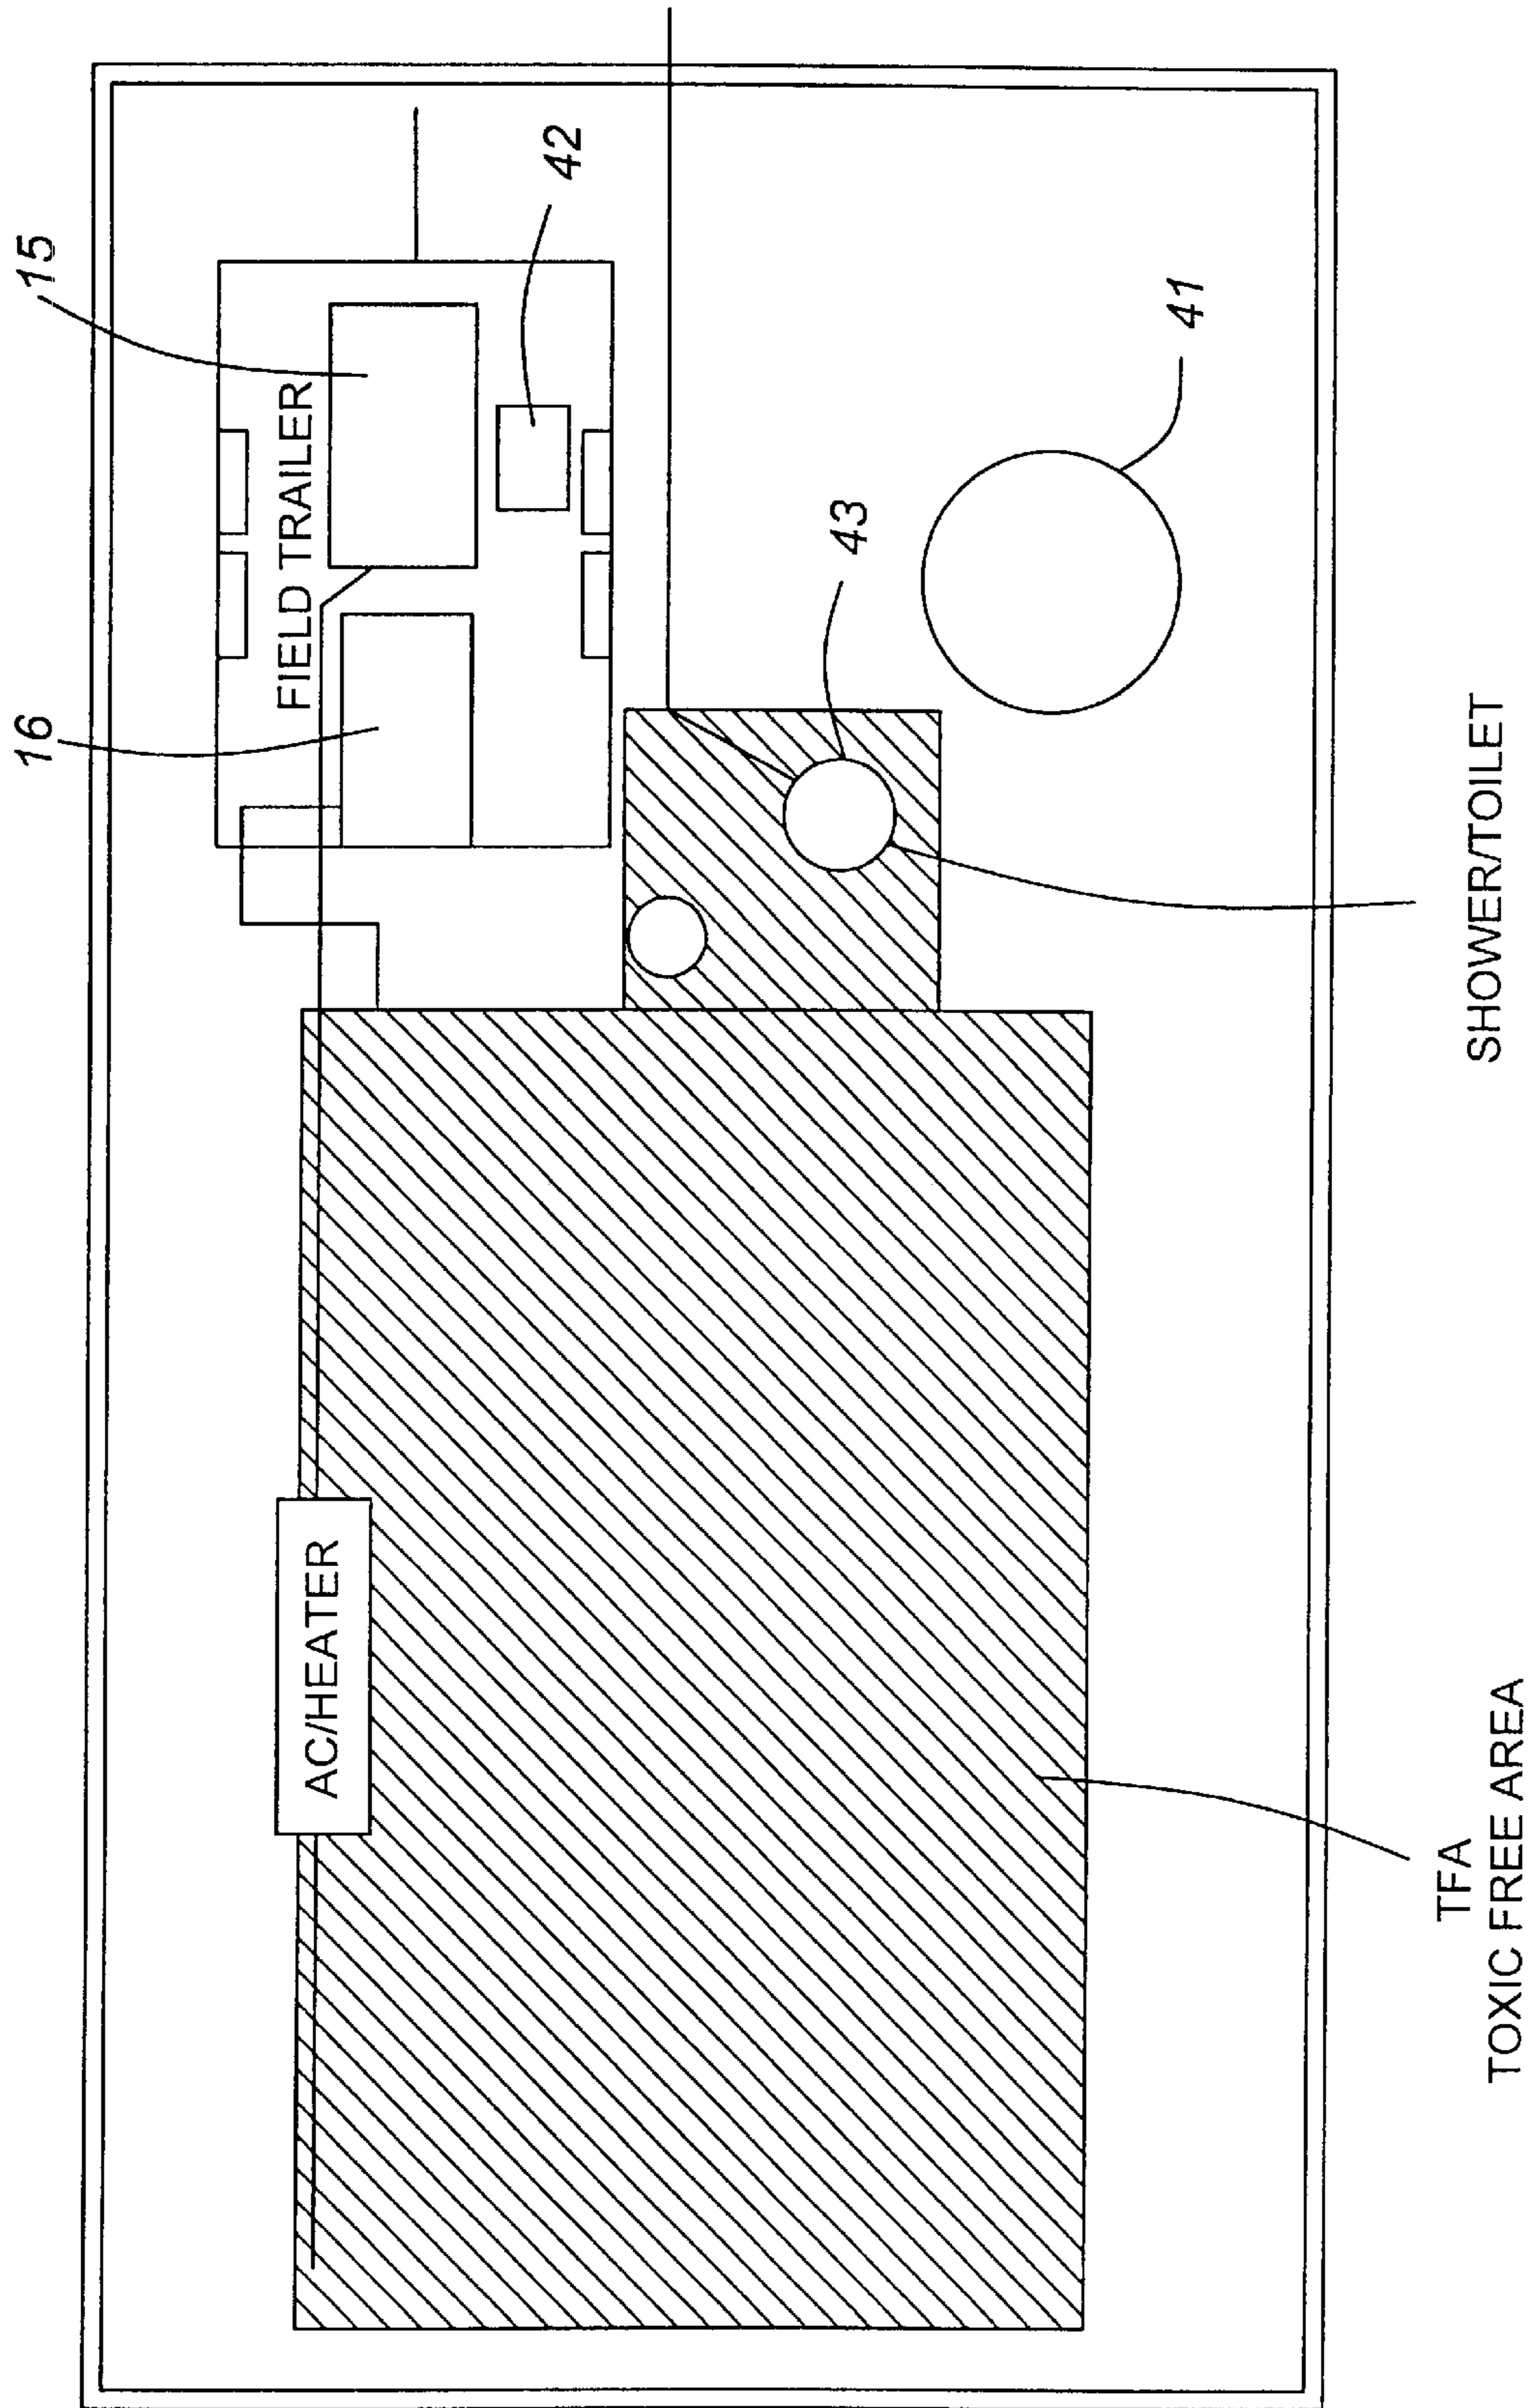 15
16
FIELD TRAILER
42
41
43
AC/HEATER
SHOWER/TOILET
TFA
TOXIC FREE AREA